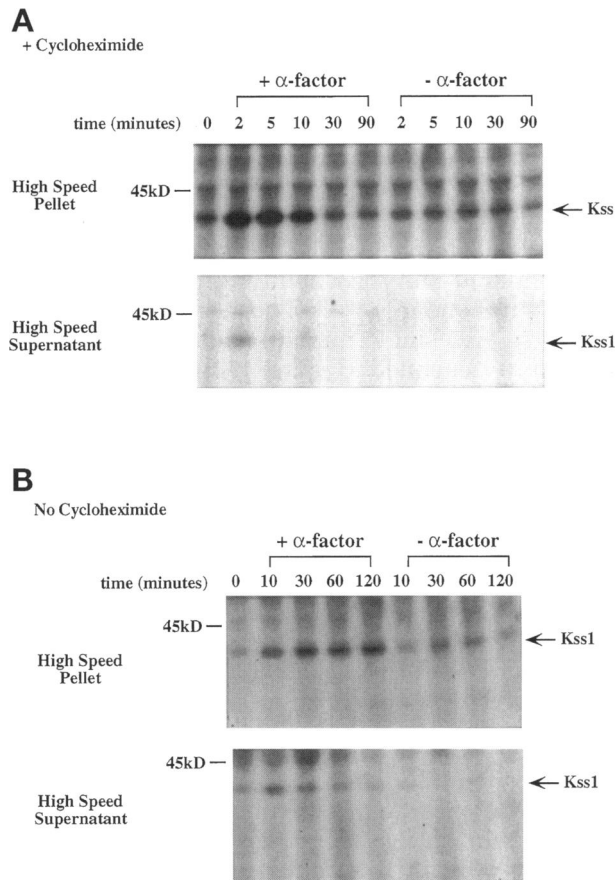 A
+ Cycloheximide
+ α-factor - α-factor
time (minutes) 0 2 5 10 30 90 2 5 10 30 90
High Speed
Pellet
45kD
Kss
High Speed
Supernatant
45kD
Kss1
B
No Cycloheximide
+ α-factor - α-factor
time (minutes) 0 10 30 60 120 10 30 60 120
High Speed
Pellet
45kD
Kss1
High Speed
Supernatant
45kD
Kss1